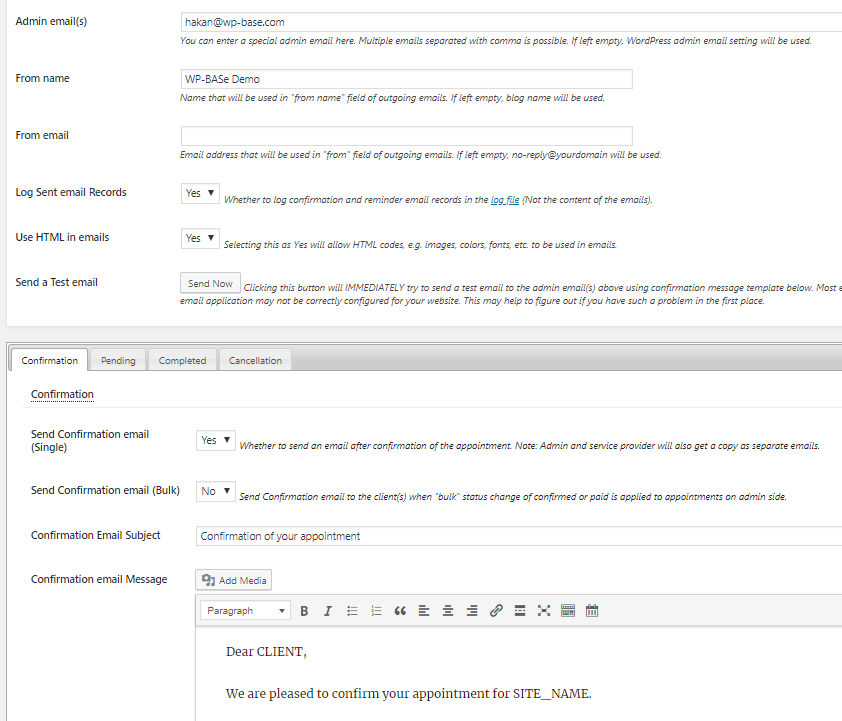 Admin email(s)
hakan@wp-base.com
You can enter a special admin email here. Multiple emails separated with comma is possible. If left empty, WordPress admin email setting will be used.
From name
WP-BASe Demo
Name that will be used in "from name" field of outgoing emails. If left empty, blog name will be used.
From email
Email address that will be used in "from" field of outgoing emails. If left empty, no-reply@yourdomain will be used.
Log Sent email Records
Yes
Whether to log confirmation and reminder email records in the log file (Not the content of the emails).
Use HTML in emails
Yes
Selecting this as Yes will allow HTML codes, e.g. images, colors, fonts, etc. to be used in emails.
Send a Test email
Send Now
Clicking this button will IMMEDIATELY try to send a test email to the admin email(s) above using confirmation message template below. Most e
email application may not be correctly configured for your website. This may help to figure out if you have such a problem in the first place.
Confirmation Pending Completed Cancellation
Confirmation
Send Confirmation email
(Single)
Yes
Whether to send an email after confirmation of the appointment. Note: Admin and service provider will also get a copy as separate emails.
Send Confirmation email (Bulk)
No
Send Confirmation email to the client(s) when "bulk" status change of confirmed or paid is applied to appointments on admin side.
Confirmation Email Subject
Confirmation of your appointment
Confirmation email Message
Add Media
Paragraph
Dear CLIENT,
We are pleased to confirm your appointment for SITE_NAME.